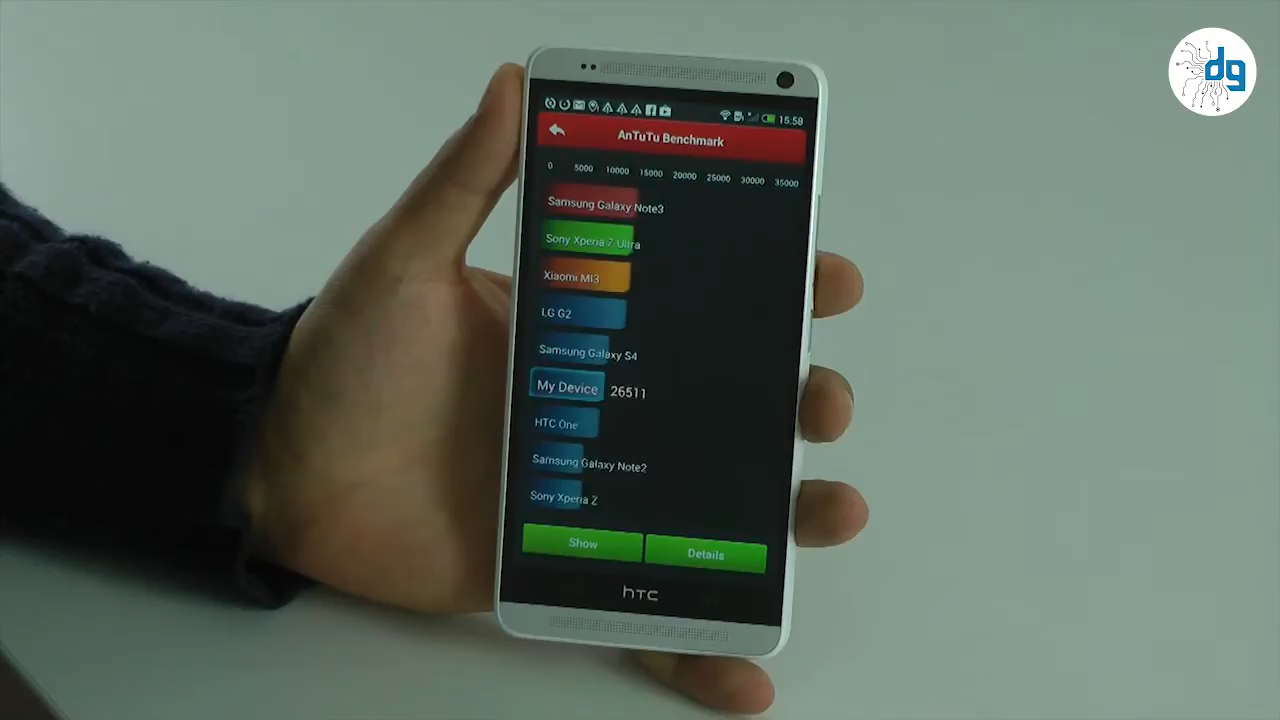 dg
15:58
AnTuTu Benchmark
0 5000 10000 15000 20000 25000 30000 35000
Samsung Galaxy Note3
Sony Xperia Z Ultra
Xiaomi MI3
LG G2
Samsung Galaxy S4
My Device 26511
HTC One
Samsung Galaxy Note2
Sony Xperia Z
Show Details
hTC